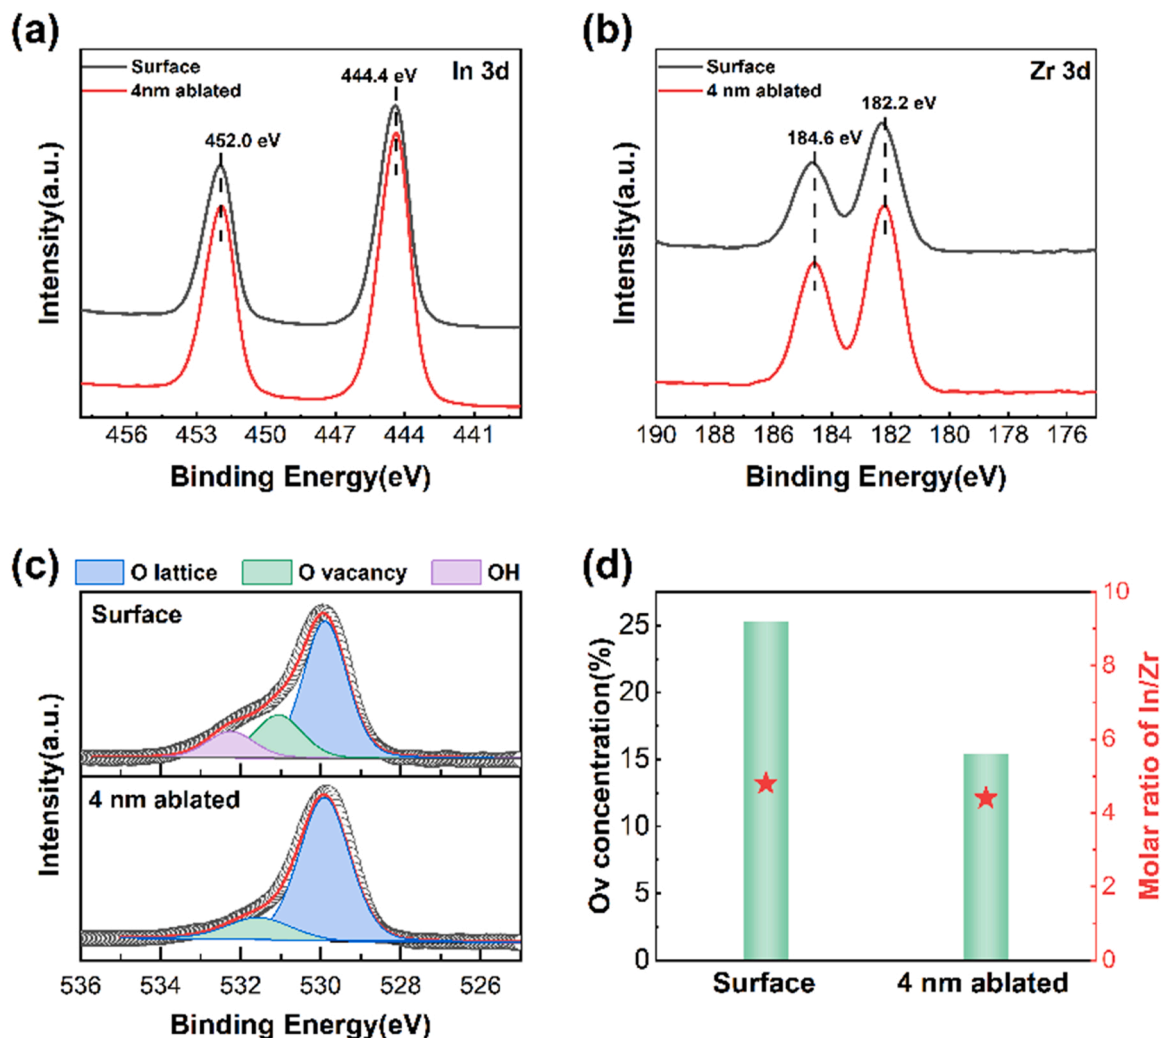 (a)
Surface
4nm ablated
444.4 eV
In 3d
452.0 eV
Intensity(a.u.)
456 453 450 447 444 441
Binding Energy(eV)
(b)
Surface
4 nm ablated
Zr 3d
182.2 eV
184.6 eV
Intensity(a.u.)
190 188 186 184 182 180 178 176
Binding Energy(eV)
(c)
O lattice O vacancy OH
Surface
4 nm ablated
Intensity(a.u.)
536 534 532 530 528 526
Binding Energy(eV)
(d)
Ov concentration(%)
25
20
15
10
5
0
Surface 4 nm ablated
10
8
6
4
2
0
Molar ratio of In/Zr